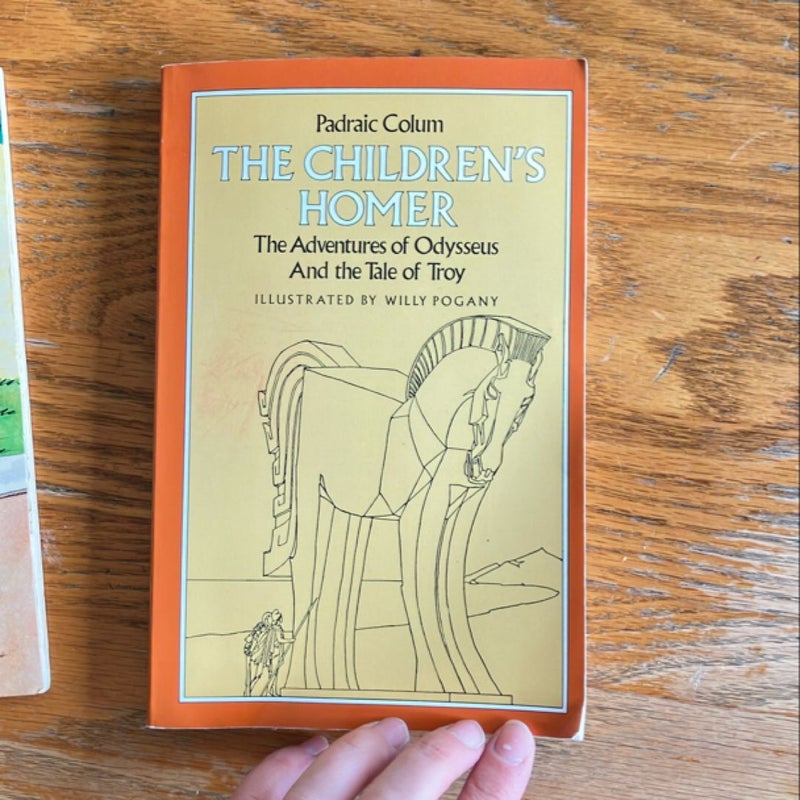 Padraic Colum
THE CHILDREN'S
HOMER
The Adventures of Odysseus
And the Tale of Troy
ILLUSTRATED BY WILLY POGANY